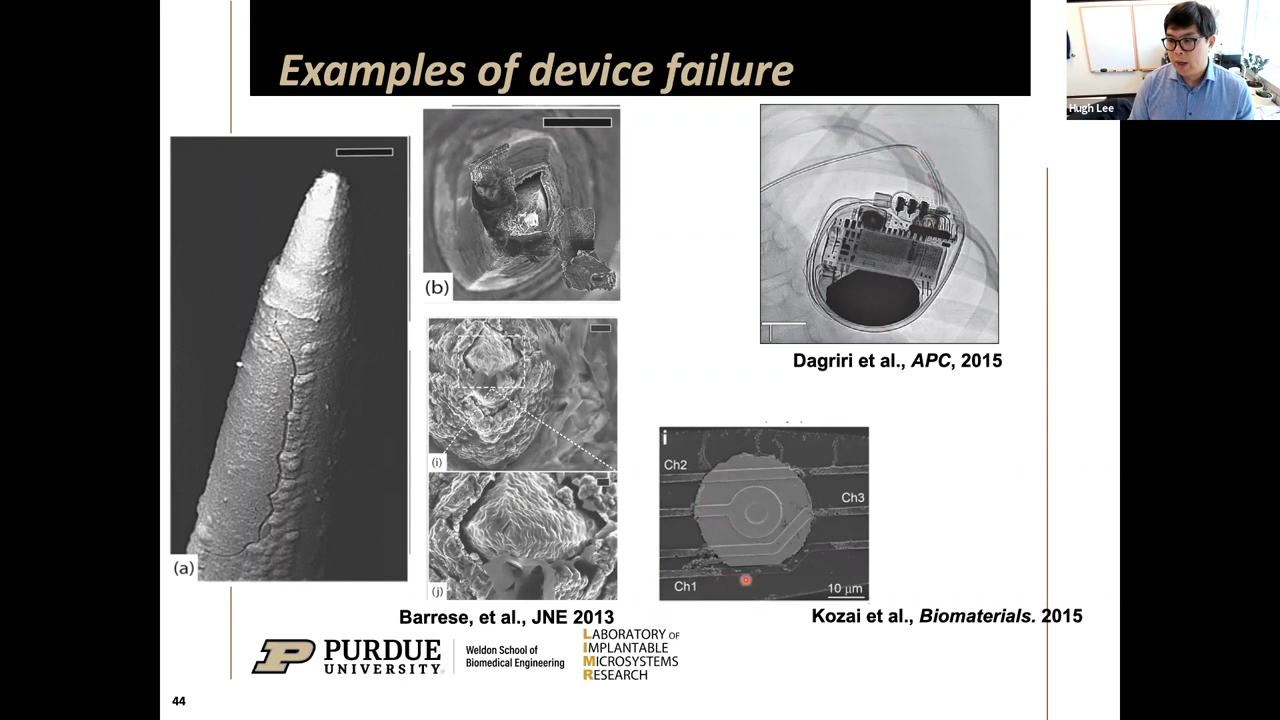 Examples of device failure
Hugh Lee
(a)
(b)
(i)
(j)
Barrese, et al., JNE 2013
Dagriri et al., APC, 2015
i
Ch2
Ch3
Ch1
10 µm
Kozai et al., Biomaterials. 2015
PURDUE
UNIVERSITY
Weldon School of
Biomedical Engineering
LABORATORY OF
IMPLANTABLE
MICROSYSTEMS
RESEARCH
44